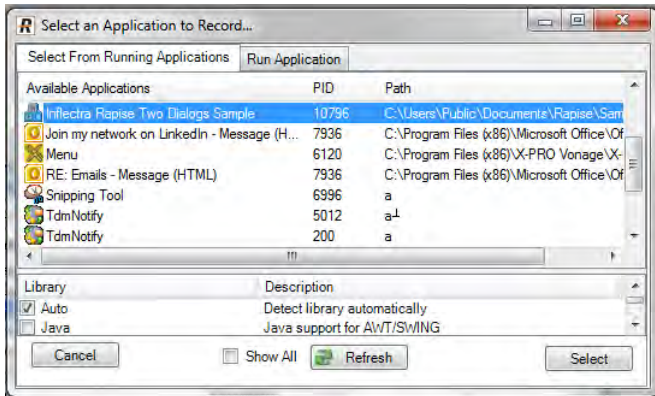 Select an Application to Record...
Select From Running Applications Run Application
Available Applications PID Path
Inflectra Rapise Two Dialogs Sample 10796 C:\Users\Public\Documents\Rapise\Sam
Join my network on LinkedIn - Message (H... 7936 C:\Program Files (x86)\Microsoft Office\Of
Menu 6120 C:\Program Files (x86)\X-PRO Vonage\X-
RE: Emails - Message (HTML) 7936 C:\Program Files (x86)\Microsoft Office\Of
Snipping Tool 6996 a
TdmNotify 5012 a┴
TdmNotify 200 a
Library Description
Auto Detect library automatically
Java Java support for AWT/SWING
Cancel Show All Refresh Select